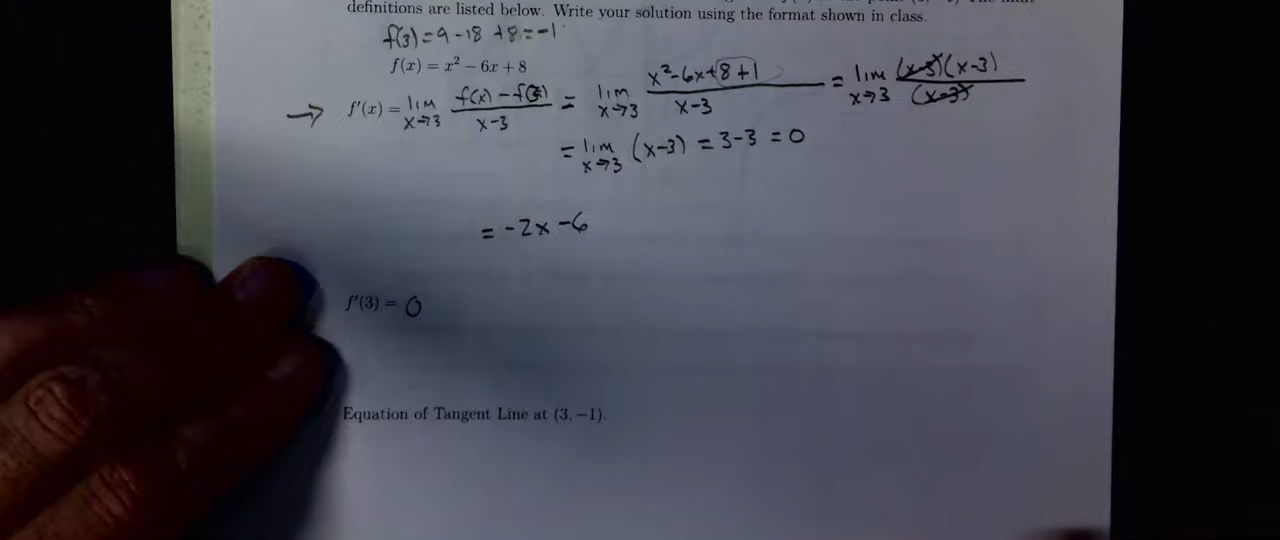 definitions are listed below. Write your solution using the format shown in class.
f(3)=9-18 +8=-1
f(x) = x² − 6x + 8
f'(x) = lim x→3 f(x)-f(3) / x-3 = lim x→3 x²-6x+8+1 / x-3 = lim x→3 (x-3)(x-3) / (x-3)
= lim x→3 (x-3) = 3-3 = 0
= -2x -6
f'(3) = 0
Equation of Tangent Line at (3, −1).